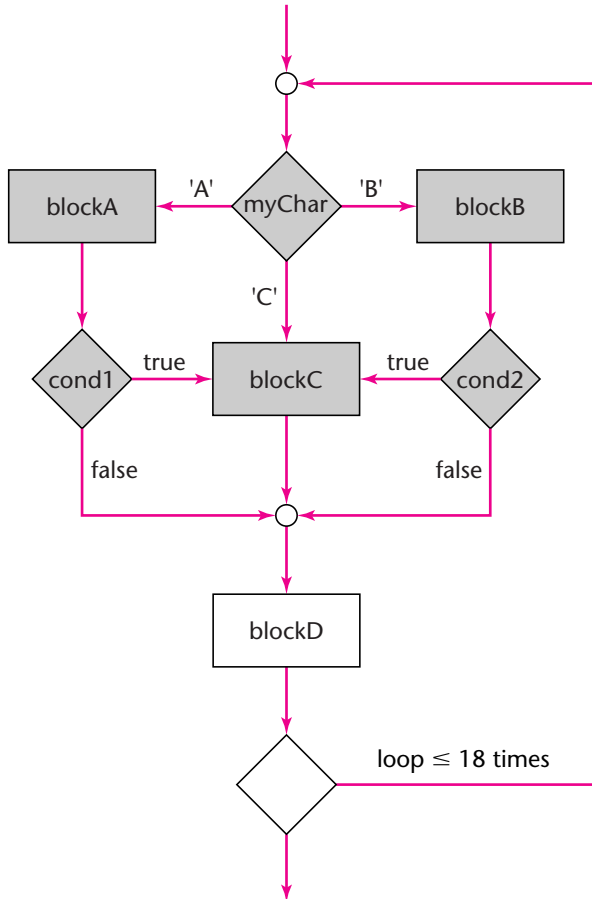 'A'
'B'
blockA
myChar
blockB
'C'
true
true
cond1
blockC
cond2
false
false
blockD
loop ≤ 18 times